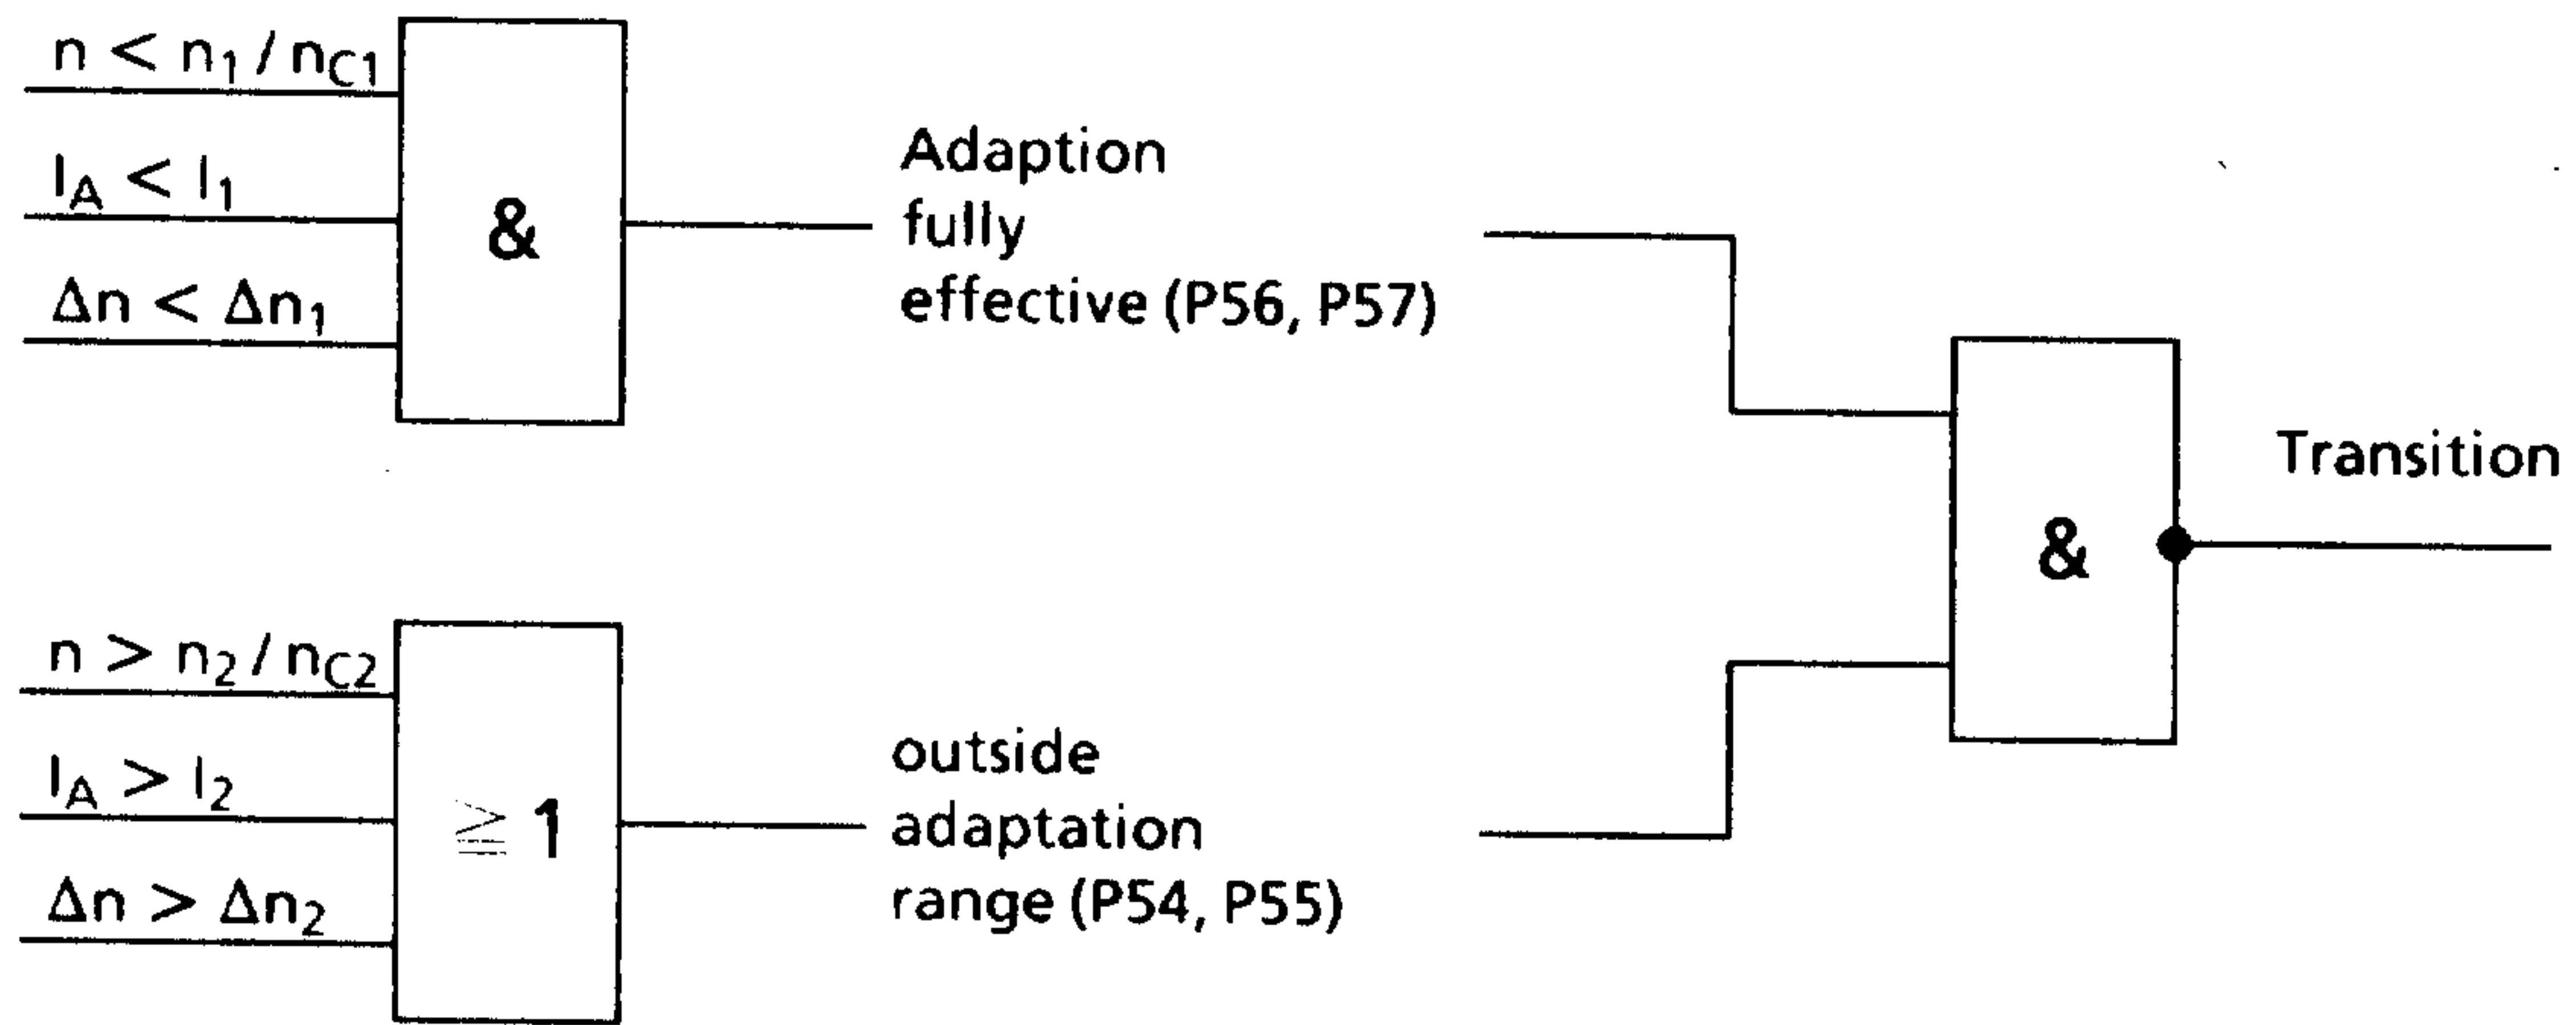 n < n₁ / nC1
IA < I₁
Δn < Δn₁
&
Adaption
fully
effective (P56, P57)
n > n₂ / nC2
IA > I₂
Δn > Δn₂
≧ 1
outside
adaptation
range (P54, P55)
&
Transition